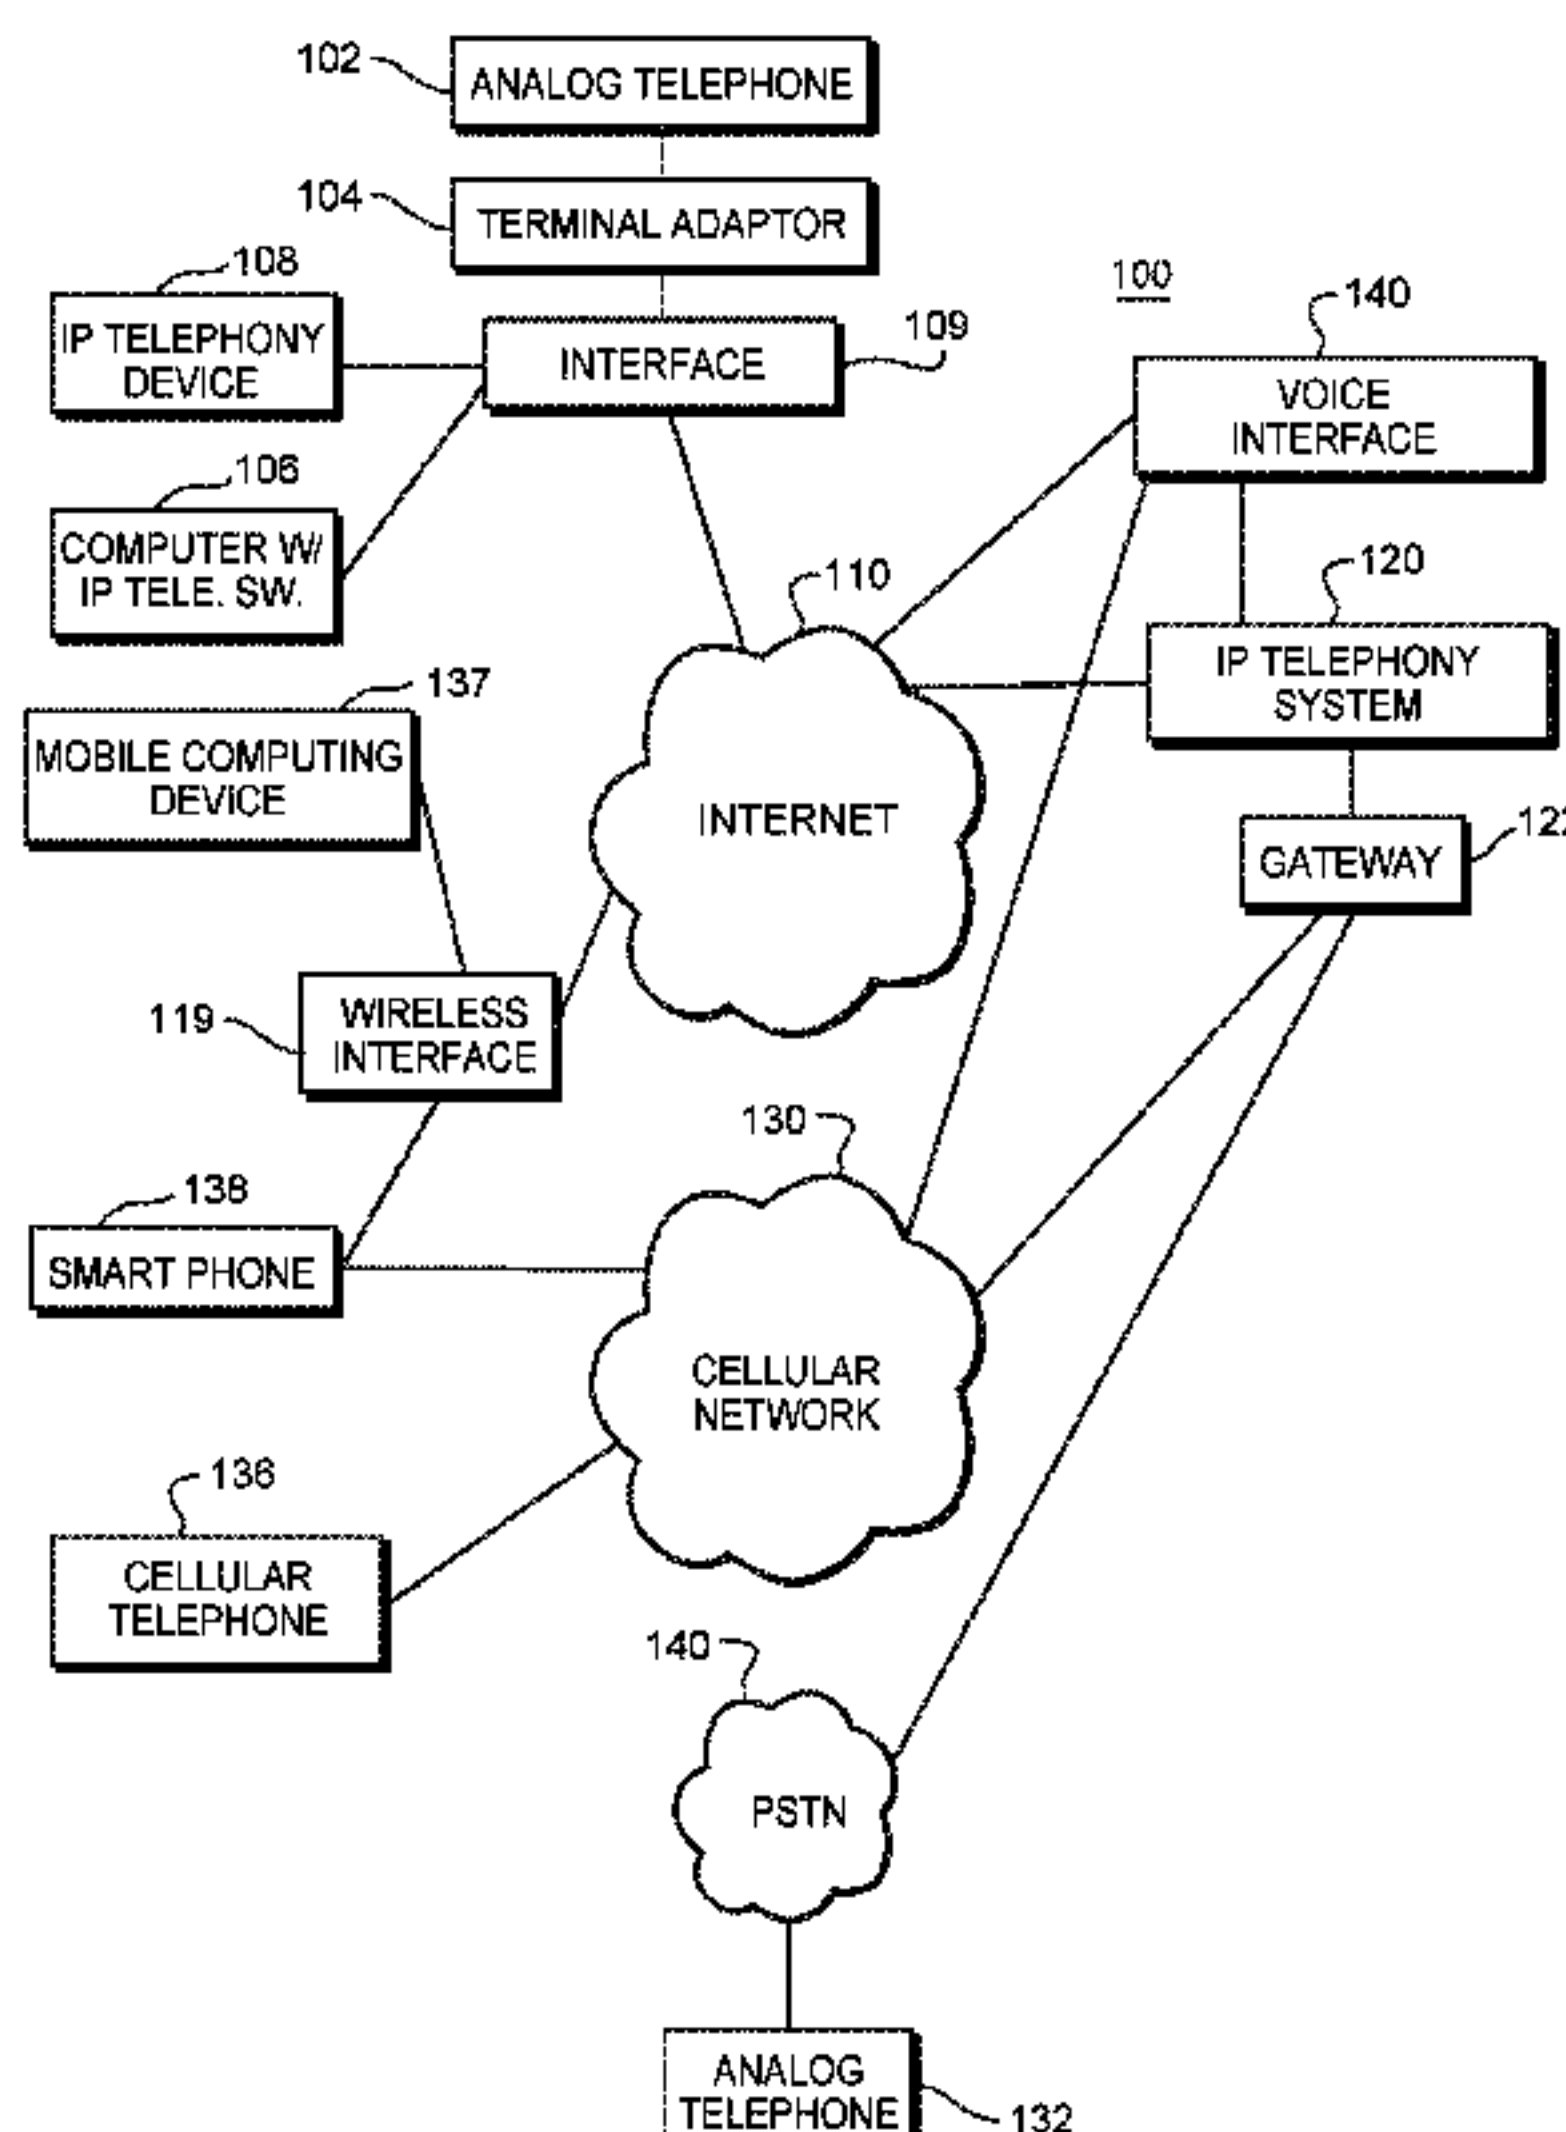 102
ANALOG TELEPHONE
104
TERMINAL ADAPTOR
108
IP TELEPHONY
DEVICE
INTERFACE
109
100
140
VOICE
INTERFACE
106
COMPUTER W/
IP TELE. SW.
110
120
IP TELEPHONY
SYSTEM
137
MOBILE COMPUTING
DEVICE
INTERNET
GATEWAY
122
119
WIRELESS
INTERFACE
130
138
SMART PHONE
CELLULAR
NETWORK
136
CELLULAR
TELEPHONE
140
PSTN
ANALOG
TELEPHONE
132